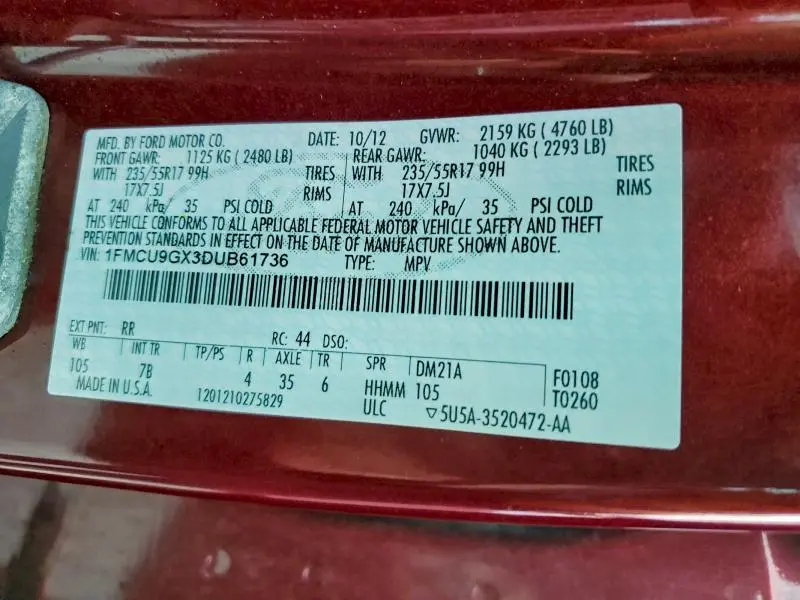 MFD. BY FORD MOTOR CO. DATE: 10/12 GVWR: 2159 KG ( 4760 LB)
FRONT GAWR: 1125 KG ( 2480 LB) REAR GAWR: 1040 KG ( 2293 LB)
WITH 235/55R17 99H TIRES WITH 235/55R17 99H TIRES
17X7.5J RIMS 17X7.5J RIMS
AT 240 kPa/ 35 PSI COLD AT 240 kPa/ 35 PSI COLD
THIS VEHICLE CONFORMS TO ALL APPLICABLE FEDERAL MOTOR VEHICLE SAFETY AND THEFT
PREVENTION STANDARDS IN EFFECT ON THE DATE OF MANUFACTURE SHOWN ABOVE.
VIN: 1FMCU9GX3DUB61736 TYPE: MPV
EXT PNT: RR RC: 44 DSO:
WB INT TR TP/PS R AXLE TR SPR DM21A F0108
105 7B 4 35 6 HHMM 105 T0260
MADE IN U.S.A. 1201210275829 ULC ▽5U5A-3520472-AA